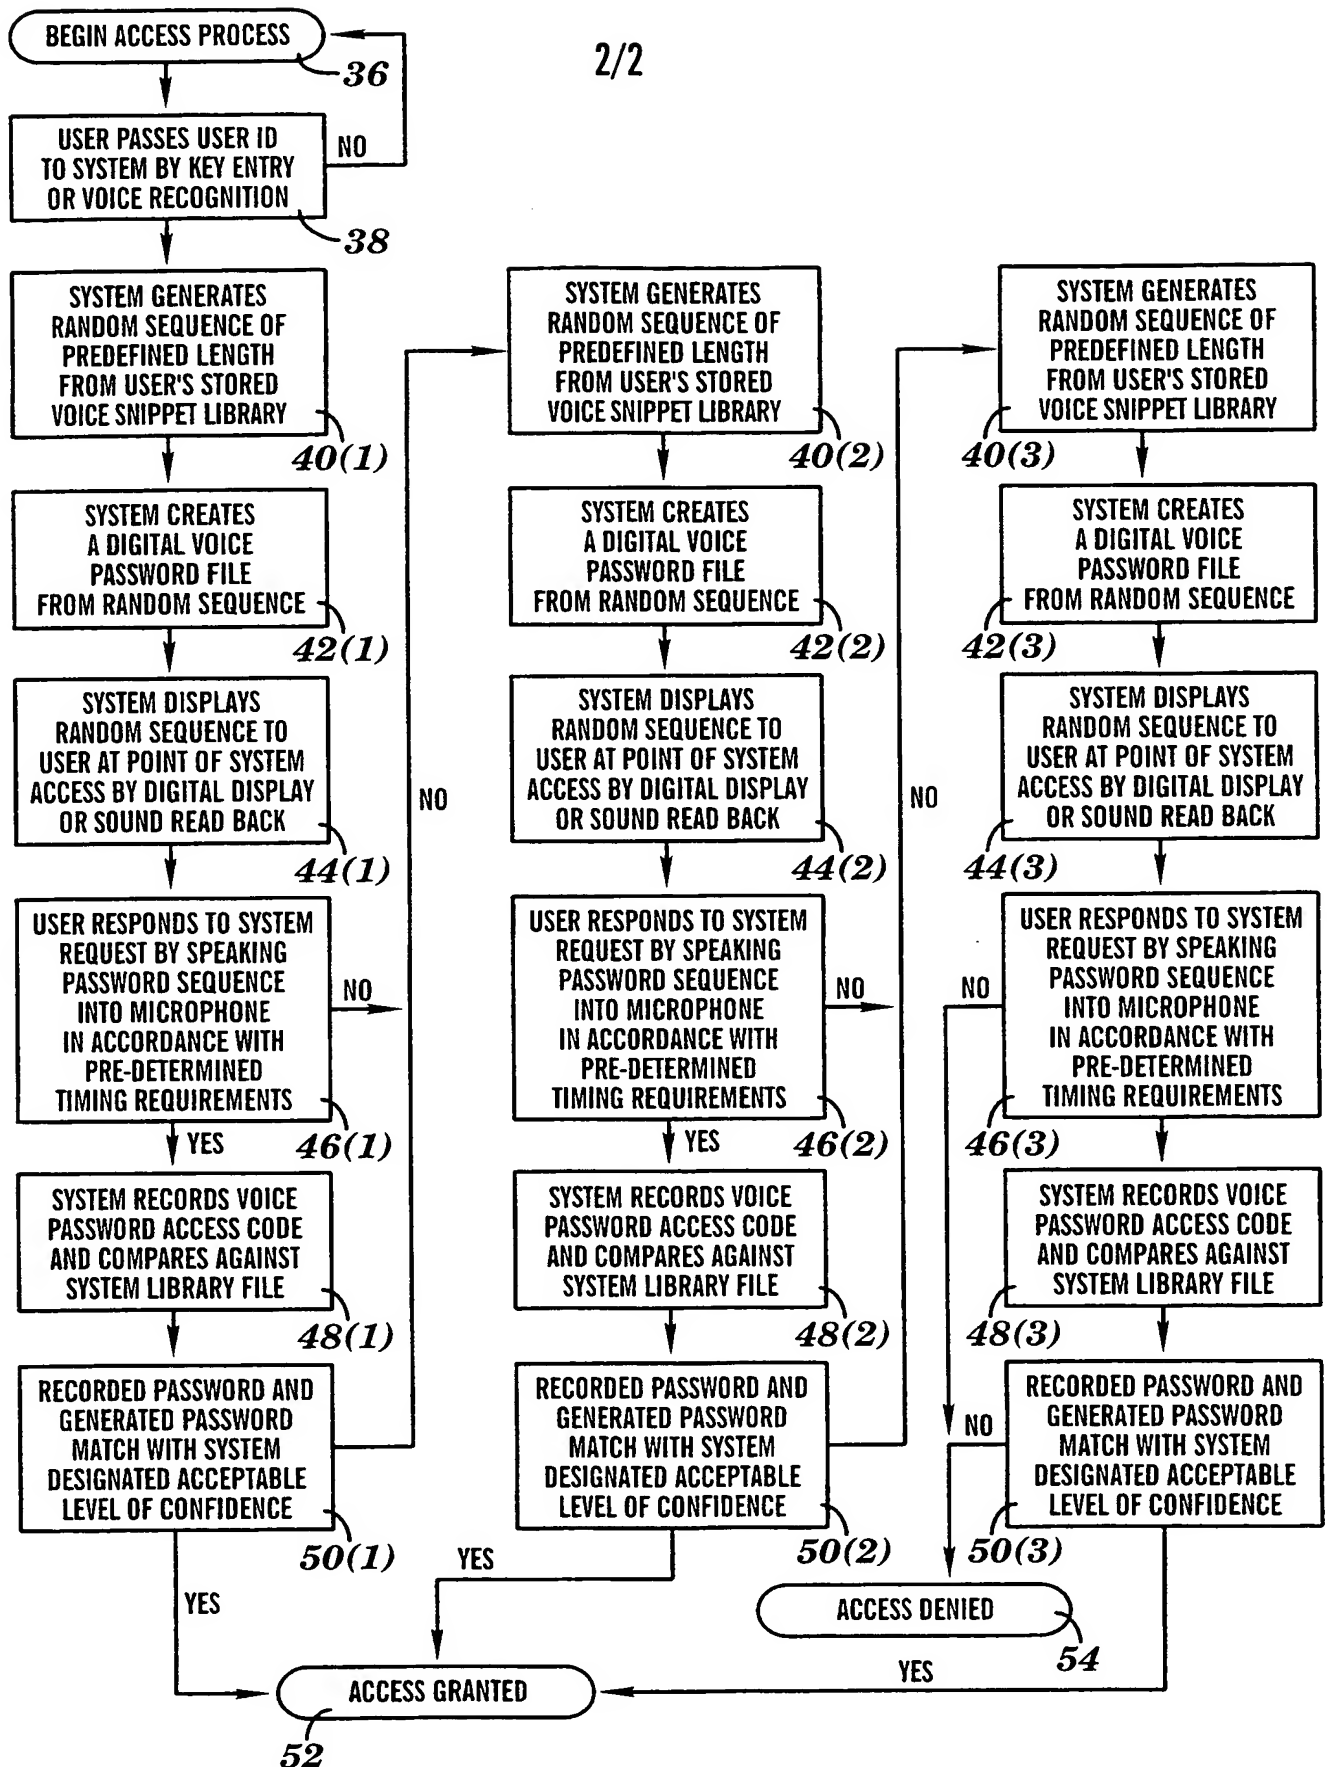 2/2
BEGIN ACCESS PROCESS
36
USER PASSES USER ID
TO SYSTEM BY KEY ENTRY
OR VOICE RECOGNITION
NO
38
SYSTEM GENERATES
RANDOM SEQUENCE OF
PREDEFINED LENGTH
FROM USER'S STORED
VOICE SNIPPET LIBRARY
40(1)
SYSTEM CREATES
A DIGITAL VOICE
PASSWORD FILE
FROM RANDOM SEQUENCE
42(1)
SYSTEM DISPLAYS
RANDOM SEQUENCE TO
USER AT POINT OF SYSTEM
ACCESS BY DIGITAL DISPLAY
OR SOUND READ BACK
44(1)
NO
USER RESPONDS TO SYSTEM
REQUEST BY SPEAKING
PASSWORD SEQUENCE
INTO MICROPHONE
IN ACCORDANCE WITH
PRE-DETERMINED
TIMING REQUIREMENTS
NO
46(1)
YES
SYSTEM RECORDS VOICE
PASSWORD ACCESS CODE
AND COMPARES AGAINST
SYSTEM LIBRARY FILE
48(1)
RECORDED PASSWORD AND
GENERATED PASSWORD
MATCH WITH SYSTEM
DESIGNATED ACCEPTABLE
LEVEL OF CONFIDENCE
50(1)
YES
SYSTEM GENERATES
RANDOM SEQUENCE OF
PREDEFINED LENGTH
FROM USER'S STORED
VOICE SNIPPET LIBRARY
40(2)
SYSTEM CREATES
A DIGITAL VOICE
PASSWORD FILE
FROM RANDOM SEQUENCE
42(2)
SYSTEM DISPLAYS
RANDOM SEQUENCE TO
USER AT POINT OF SYSTEM
ACCESS BY DIGITAL DISPLAY
OR SOUND READ BACK
44(2)
NO
USER RESPONDS TO SYSTEM
REQUEST BY SPEAKING
PASSWORD SEQUENCE
INTO MICROPHONE
IN ACCORDANCE WITH
PRE-DETERMINED
TIMING REQUIREMENTS
NO
46(2)
YES
SYSTEM RECORDS VOICE
PASSWORD ACCESS CODE
AND COMPARES AGAINST
SYSTEM LIBRARY FILE
48(2)
RECORDED PASSWORD AND
GENERATED PASSWORD
MATCH WITH SYSTEM
DESIGNATED ACCEPTABLE
LEVEL OF CONFIDENCE
50(2)
YES
SYSTEM GENERATES
RANDOM SEQUENCE OF
PREDEFINED LENGTH
FROM USER'S STORED
VOICE SNIPPET LIBRARY
40(3)
SYSTEM CREATES
A DIGITAL VOICE
PASSWORD FILE
FROM RANDOM SEQUENCE
42(3)
SYSTEM DISPLAYS
RANDOM SEQUENCE TO
USER AT POINT OF SYSTEM
ACCESS BY DIGITAL DISPLAY
OR SOUND READ BACK
44(3)
USER RESPONDS TO SYSTEM
REQUEST BY SPEAKING
PASSWORD SEQUENCE
INTO MICROPHONE
IN ACCORDANCE WITH
PRE-DETERMINED
TIMING REQUIREMENTS
NO
46(3)
SYSTEM RECORDS VOICE
PASSWORD ACCESS CODE
AND COMPARES AGAINST
SYSTEM LIBRARY FILE
48(3)
RECORDED PASSWORD AND
GENERATED PASSWORD
MATCH WITH SYSTEM
DESIGNATED ACCEPTABLE
LEVEL OF CONFIDENCE
NO
50(3)
ACCESS DENIED
54
YES
ACCESS GRANTED
52